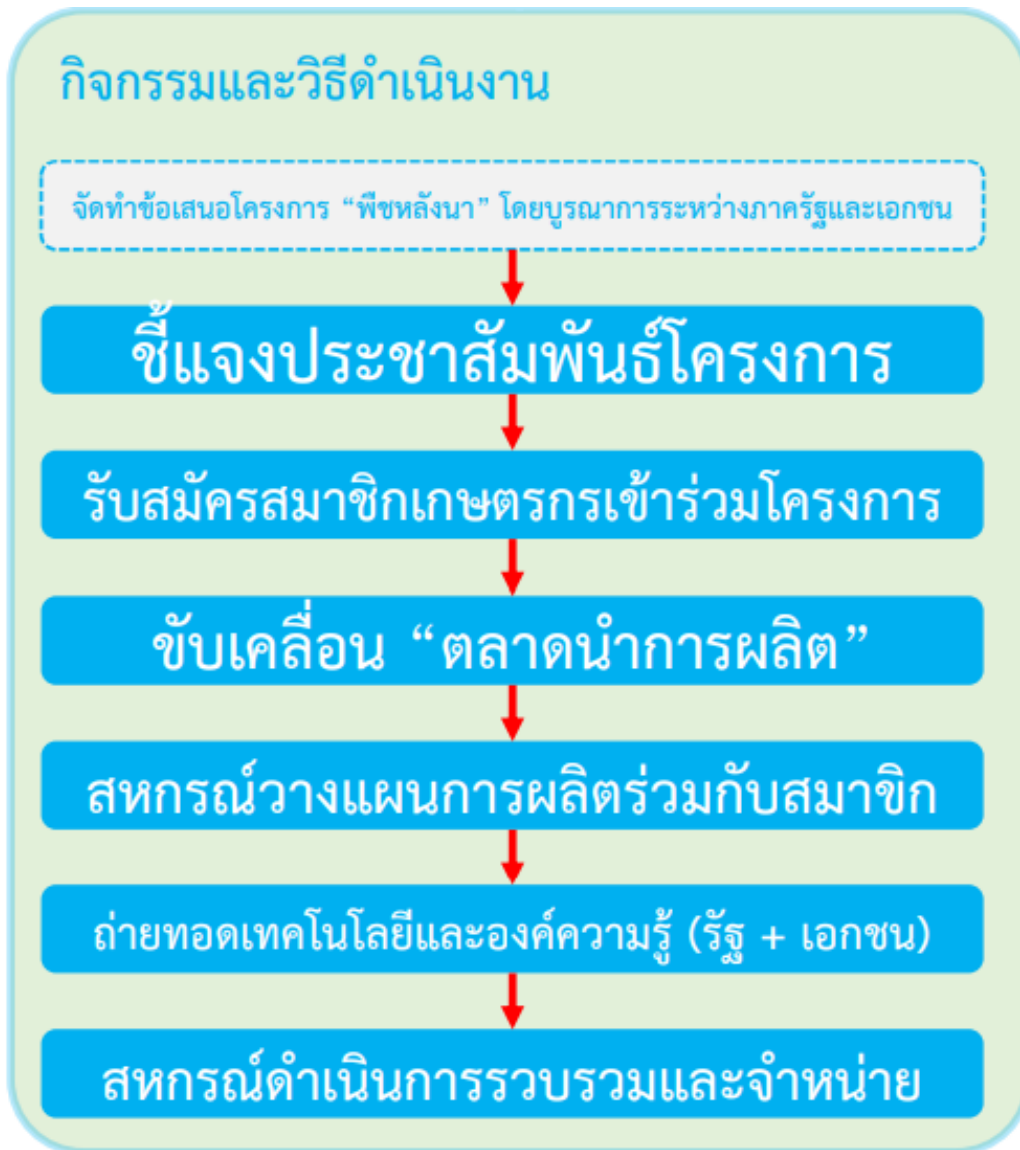 กิจกรรมและวิธีดำเนินงาน
จัดทำข้อเสนอโครงการ “พืชหลังนา” โดยบูรณาการระหว่างภาครัฐและเอกชน
ชี้แจงประชาสัมพันธ์โครงการ
รับสมัครสมาชิกเกษตรกรเข้าร่วมโครงการ
ขับเคลื่อน “ตลาดนำการผลิต”
สหกรณ์วางแผนการผลิตร่วมกับสมาขิก
ถ่ายทอดเทคโนโลยีและองค์ความรู้ (รัฐ + เอกชน)
สหกรณ์ดำเนินการรวบรวมและจำหน่าย